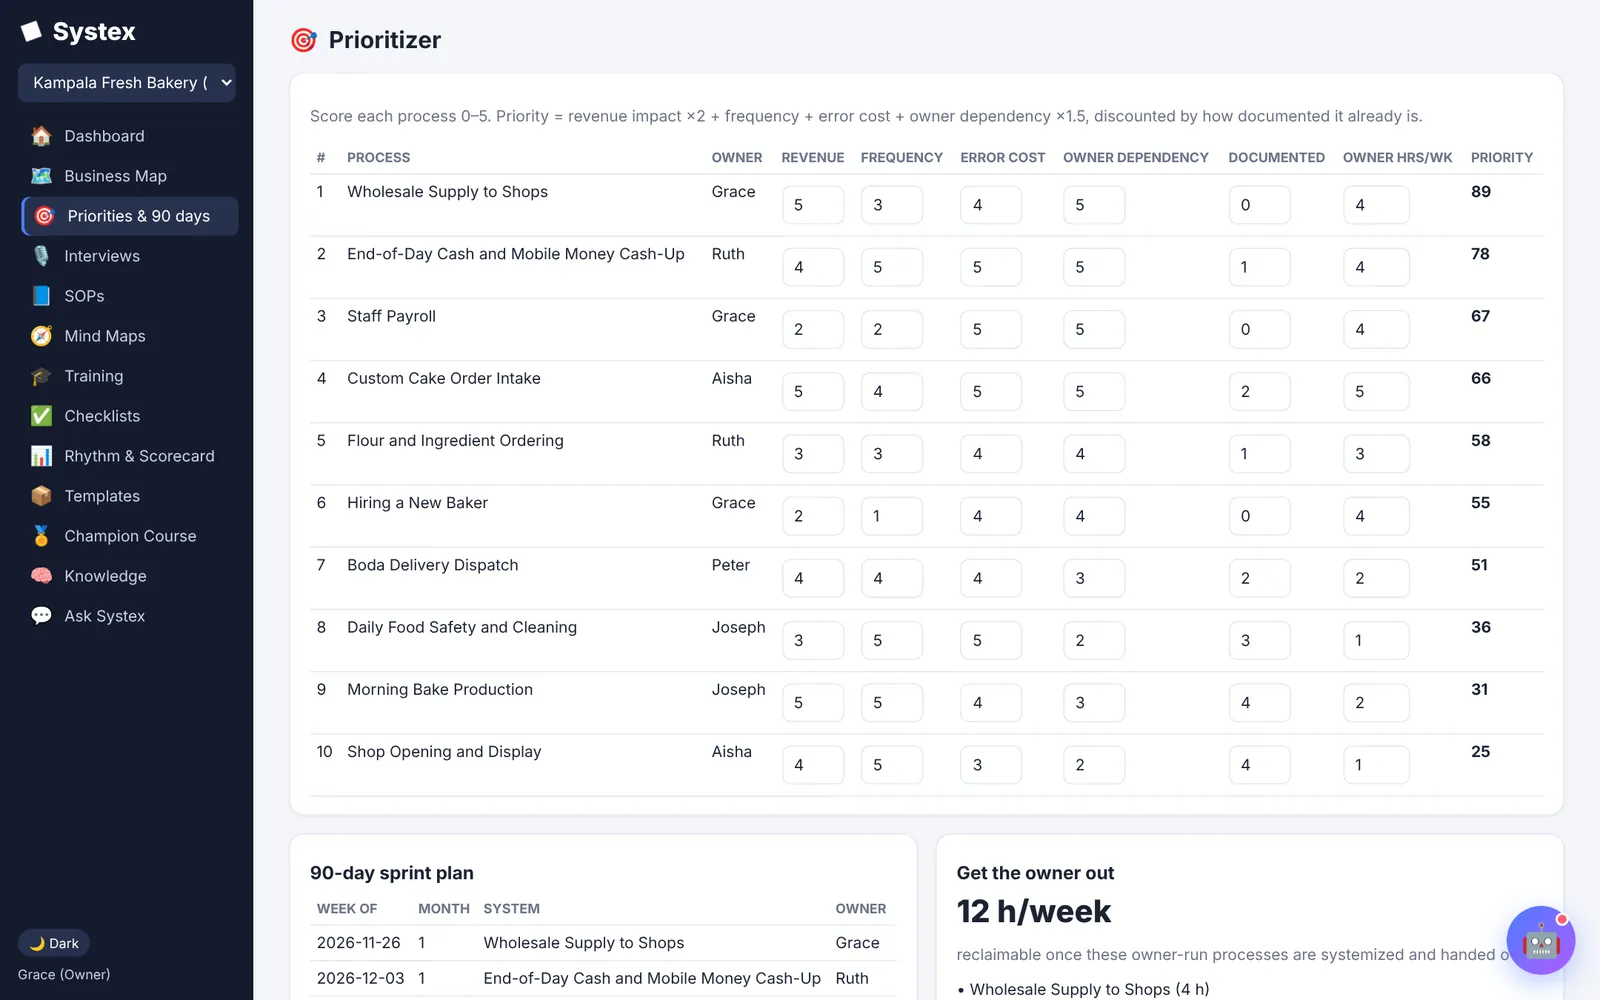 Systex
Kampala Fresh Bakery (
Dashboard
Business Map
Priorities & 90 days
Interviews
SOPs
Mind Maps
Training
Checklists
Rhythm & Scorecard
Templates
Champion Course
Knowledge
Ask Systex
Dark
Grace (Owner)
Prioritizer
Score each process 0–5. Priority = revenue impact ×2 + frequency + error cost + owner dependency ×1.5, discounted by how documented it already is.
# PROCESS OWNER REVENUE FREQUENCY ERROR COST OWNER DEPENDENCY DOCUMENTED OWNER HRS/WK PRIORITY
1 Wholesale Supply to Shops Grace 5 3 4 5 0 4 89
2 End-of-Day Cash and Mobile Money Cash-Up Ruth 4 5 5 5 1 4 78
3 Staff Payroll Grace 2 2 5 5 0 4 67
4 Custom Cake Order Intake Aisha 5 4 5 5 2 5 66
5 Flour and Ingredient Ordering Ruth 3 3 4 4 1 3 58
6 Hiring a New Baker Grace 2 1 4 4 0 4 55
7 Boda Delivery Dispatch Peter 4 4 4 3 2 2 51
8 Daily Food Safety and Cleaning Joseph 3 5 5 2 3 1 36
9 Morning Bake Production Joseph 5 5 4 3 4 2 31
10 Shop Opening and Display Aisha 4 5 3 2 4 1 25
90-day sprint plan
WEEK OF MONTH SYSTEM OWNER
2026-11-26 1 Wholesale Supply to Shops Grace
2026-12-03 1 End-of-Day Cash and Mobile Money Cash-Up Ruth
Get the owner out
12 h/week
reclaimable once these owner-run processes are systemized and handed
• Wholesale Supply to Shops (4 h)